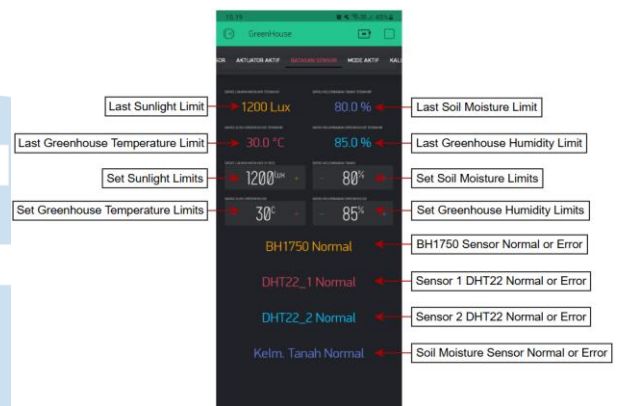 10.19
GreenHouse
SOR AKTUATOR AKTIF BATASAN SENSOR MODE AKTIF KALI
Last Sunlight Limit
1200 Lux
80.0 %
Last Soil Moisture Limit
Last Greenhouse Temperature Limit
30.0 °C
85.0 %
Last Greenhouse Humidity Limit
Set Sunlight Limits
- 1200 Lux +
- 80% +
Set Soil Moisture Limits
Set Greenhouse Temperature Limits
- 30°C +
- 85% +
Set Greenhouse Humidity Limits
BH1750 Normal
BH1750 Sensor Normal or Error
DHT22_1 Normal
Sensor 1 DHT22 Normal or Error
DHT22_2 Normal
Sensor 2 DHT22 Normal or Error
Kelm. Tanah Normal
Soil Moisture Sensor Normal or Error